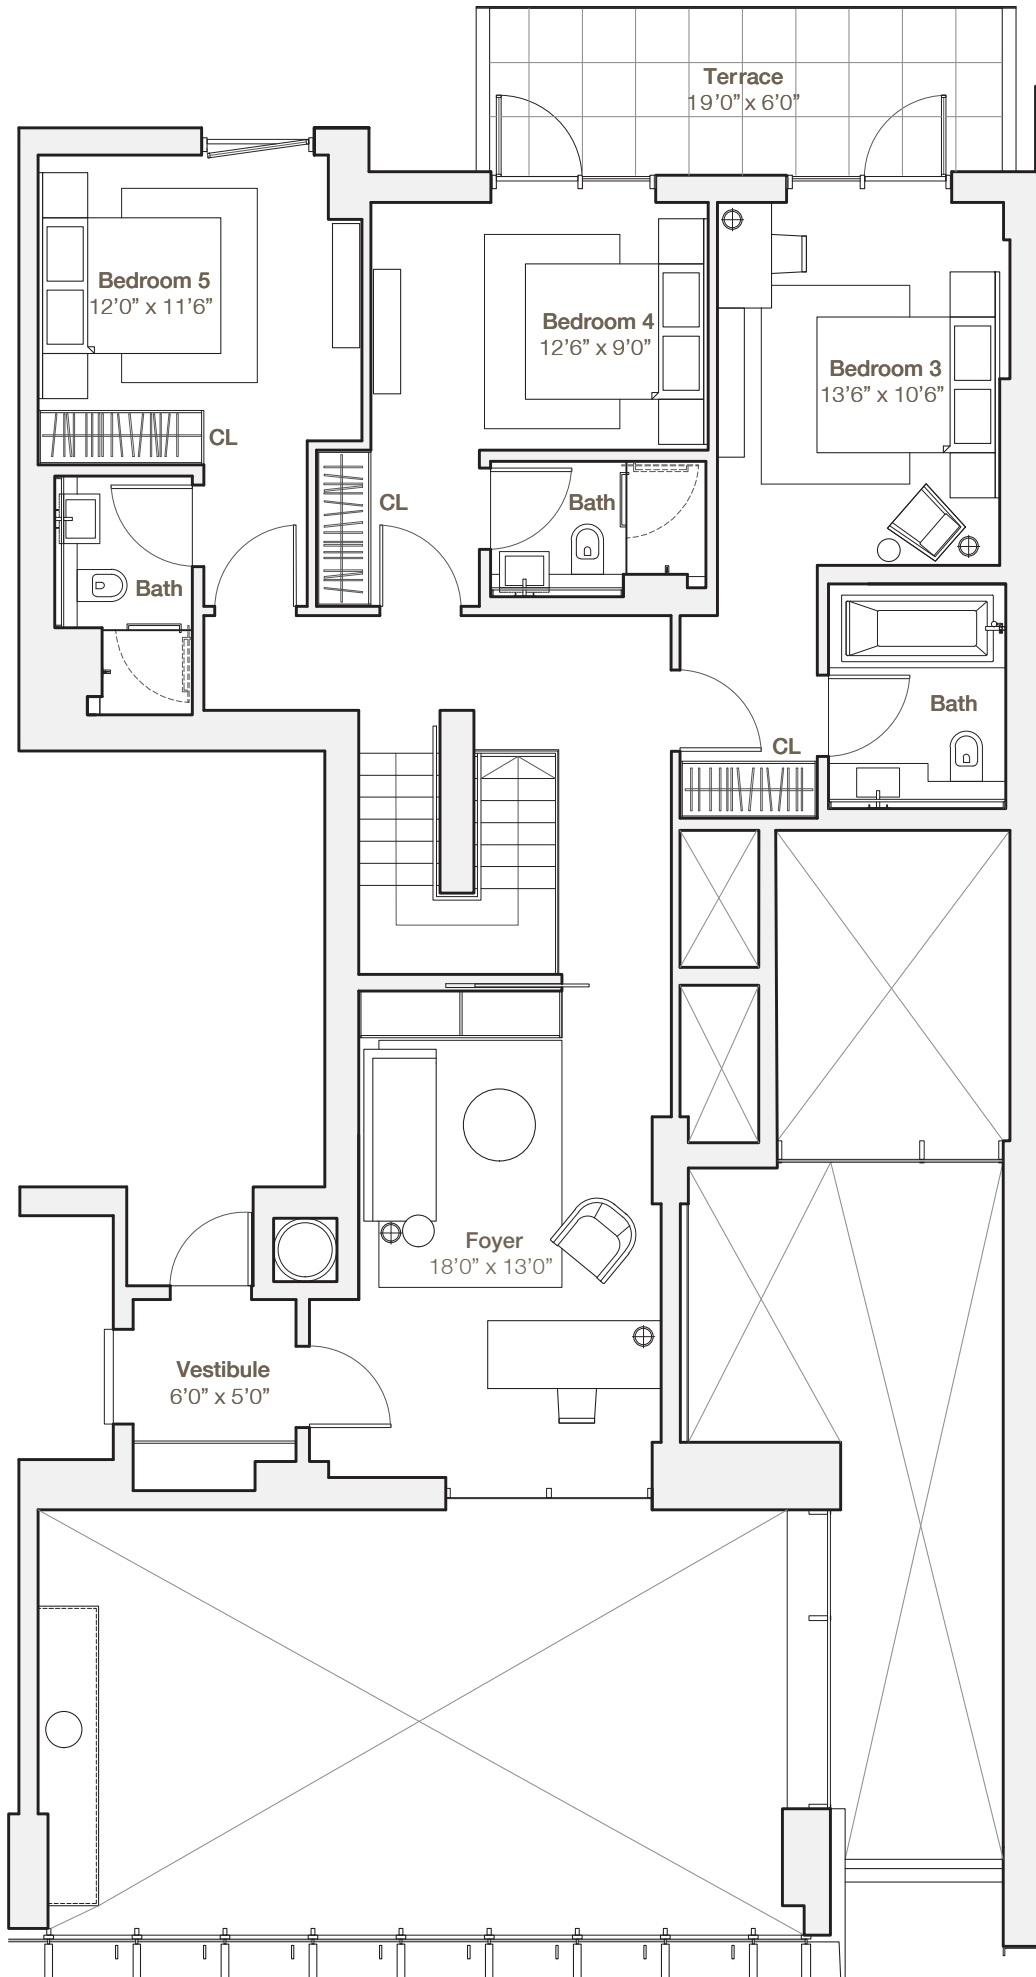 Terrace
19’0” x 6’0”
Bedroom 5
12’0” x 11’6”
Bedroom 4
12’6” x 9’0”
Bedroom 3
13’6” x 10’6”
CL
CL
Bath
Bath
Bath
CL
Foyer
18’0” x 13’0”
Vestibule
6’0” x 5’0”